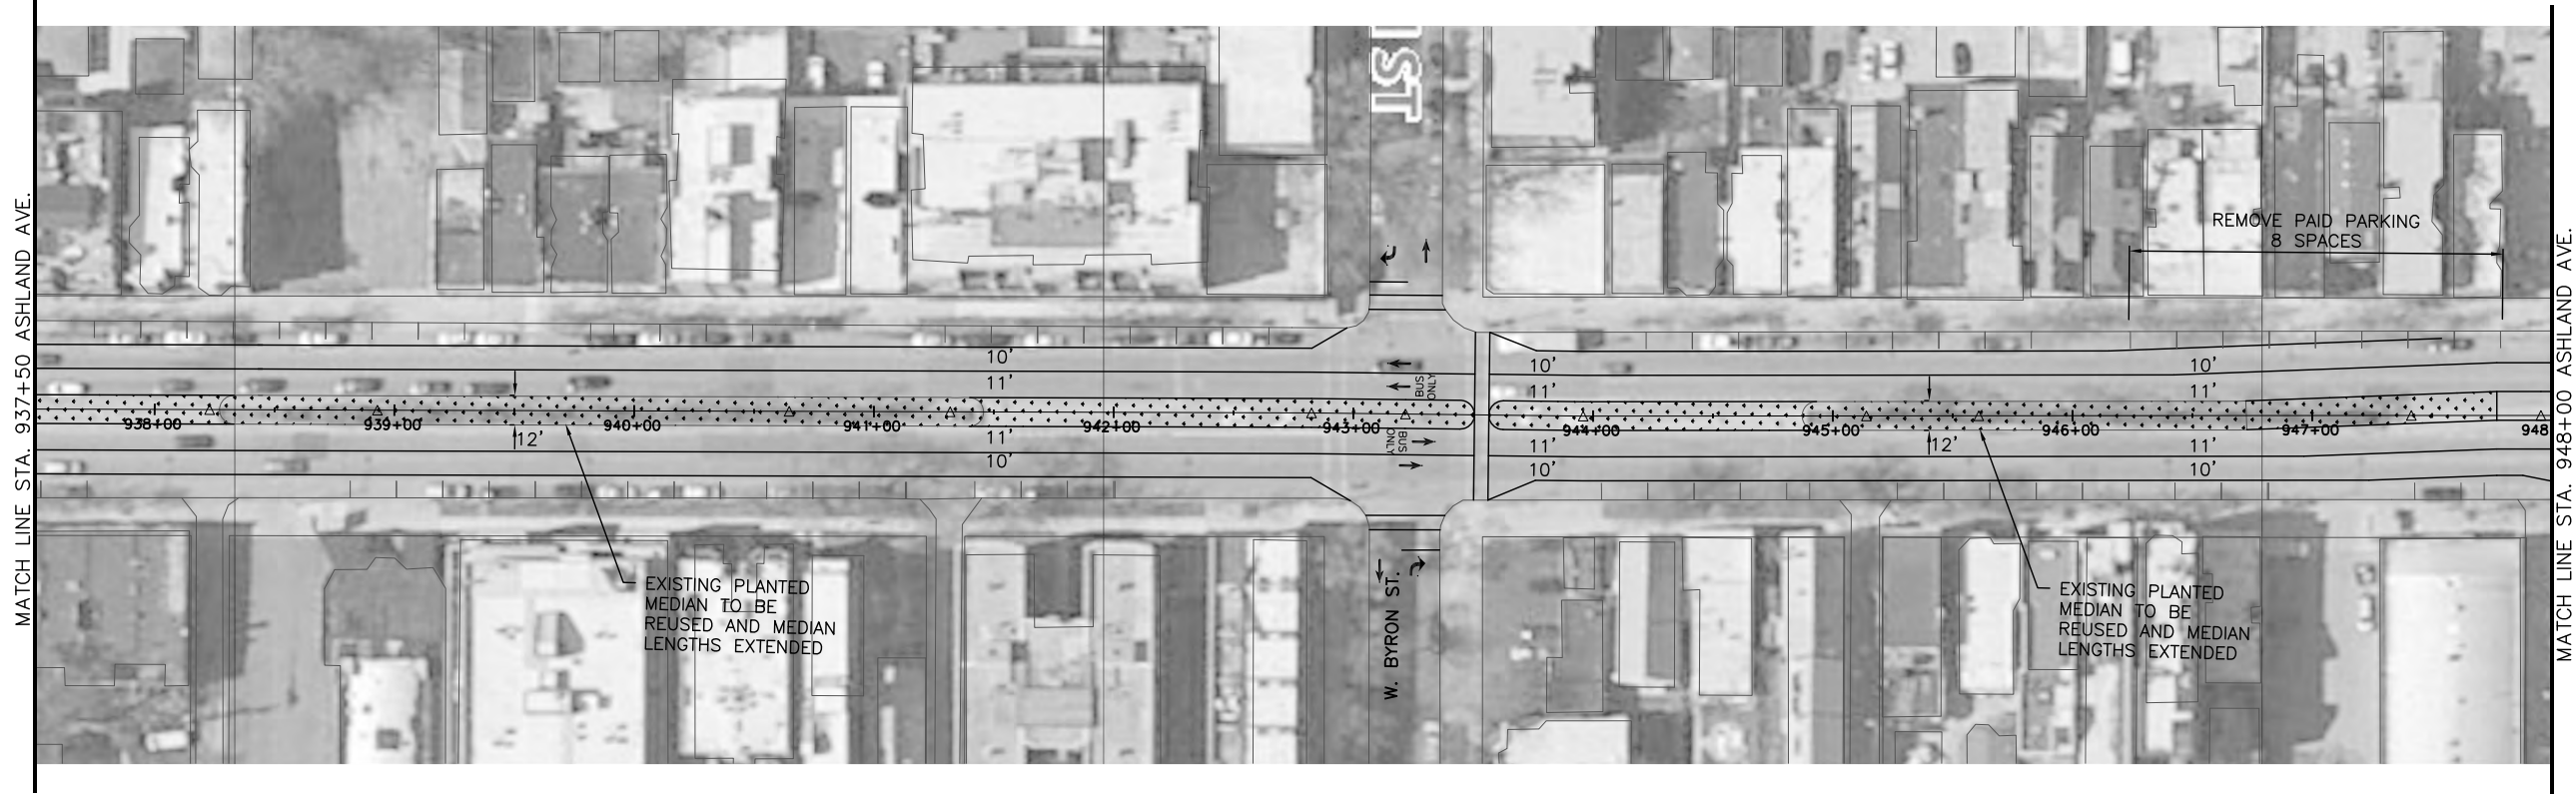 MATCH LINE STA. 937+50 ASHLAND AVE.
ST
REMOVE PAID PARKING
8 SPACES
10'
11'
BUS
ONLY
10'
11'
10'
11'
938+00
939+00
940+00
941+00
942+00
943+00
944+00
945+00
946+00
947+00
948
12'
11'
10'
BUS
ONLY
11'
10'
12'
11'
10'
EXISTING PLANTED
MEDIAN TO BE
REUSED AND MEDIAN
LENGTHS EXTENDED
W. BYRON ST.
EXISTING PLANTED
MEDIAN TO BE
REUSED AND MEDIAN
LENGTHS EXTENDED
MATCH LINE STA. 948+00 ASHLAND AVE.